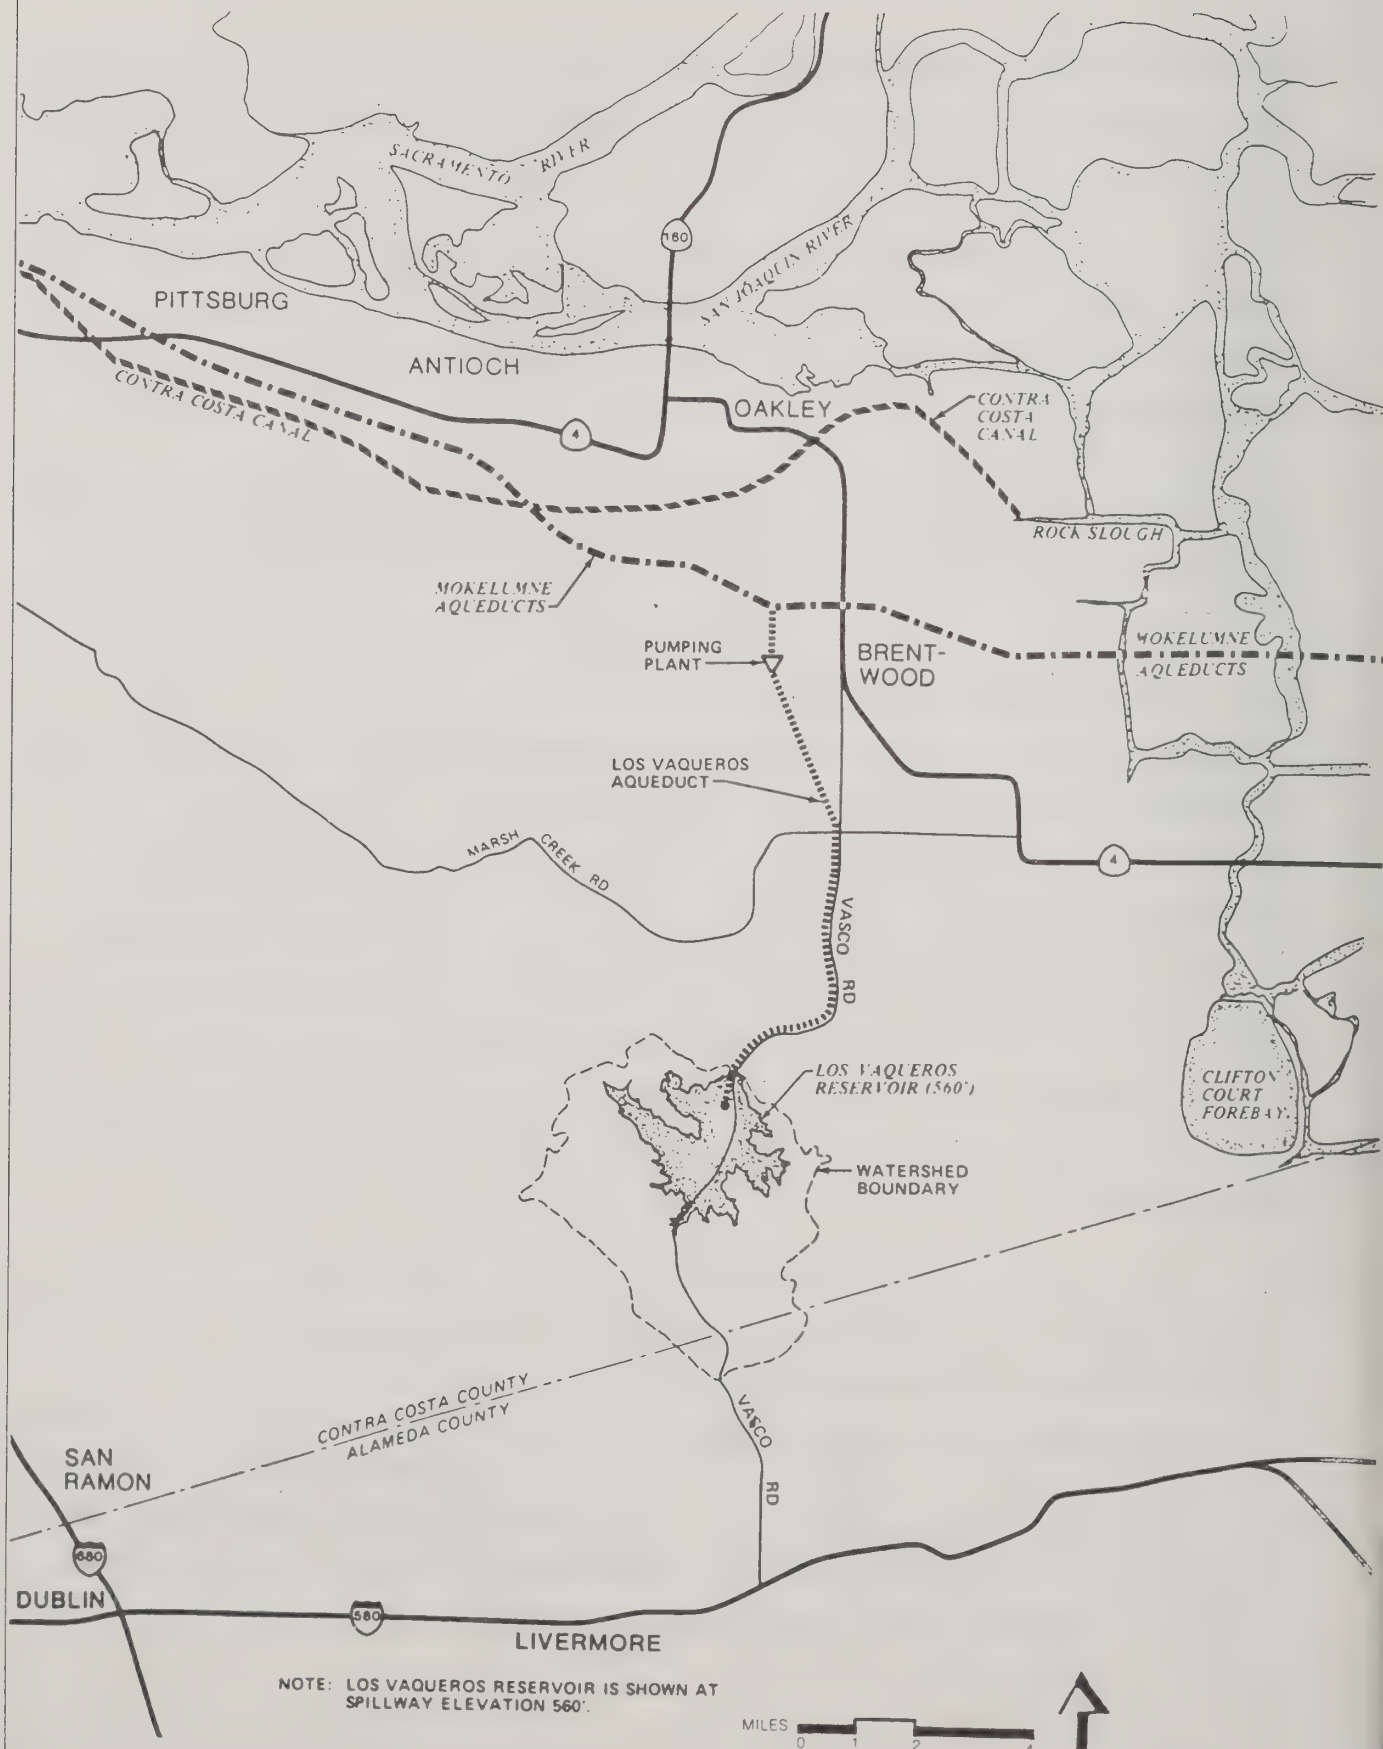 SACRAMENTO RIVER
160
SAN JOAQUIN RIVER
PITTSBURG
ANTIOCH
CONTRA COSTA CANAL
4
OAKLEY
CONTRA
COSTA
CANAL
ROCK SLOUGH
MOKELUMNE
AQUEDUCTS
PUMPING
PLANT
BRENT-
WOOD
MOKELUMNE
AQUEDUCTS
LOS VAQUEROS
AQUEDUCT
MARSH CREEK RD
4
VASCO RD
LOS VAQUEROS
RESERVOIR (560')
CLIFTON
COURT
FOREBAY
WATERSHED
BOUNDARY
CONTRA COSTA COUNTY
ALAMEDA COUNTY
VASCO RD
SAN
RAMON
680
DUBLIN
580
LIVERMORE
NOTE: LOS VAQUEROS RESERVOIR IS SHOWN AT
SPILLWAY ELEVATION 560'.
MILES
0 1 2 4